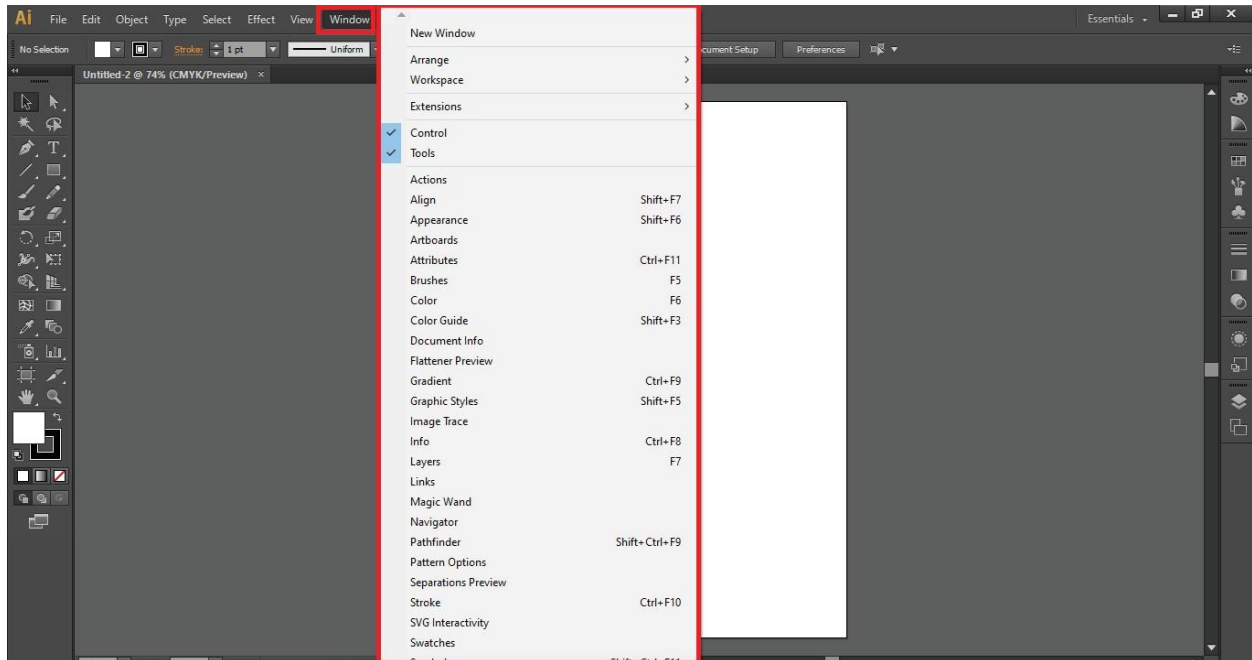 Ai File Edit Object Type Select Effect View Window Essentials
No Selection Stroke: 1 pt Uniform cument Setup Preferences
Untitled-2 @ 74% (CMYK/Preview) ×
New Window
Arrange
Workspace
Extensions
Control
Tools
Actions
Align Shift+F7
Appearance Shift+F6
Artboards
Attributes Ctrl+F11
Brushes F5
Color F6
Color Guide Shift+F3
Document Info
Flattener Preview
Gradient Ctrl+F9
Graphic Styles Shift+F5
Image Trace
Info Ctrl+F8
Layers F7
Links
Magic Wand
Navigator
Pathfinder Shift+Ctrl+F9
Pattern Options
Separations Preview
Stroke Ctrl+F10
SVG Interactivity
Swatches